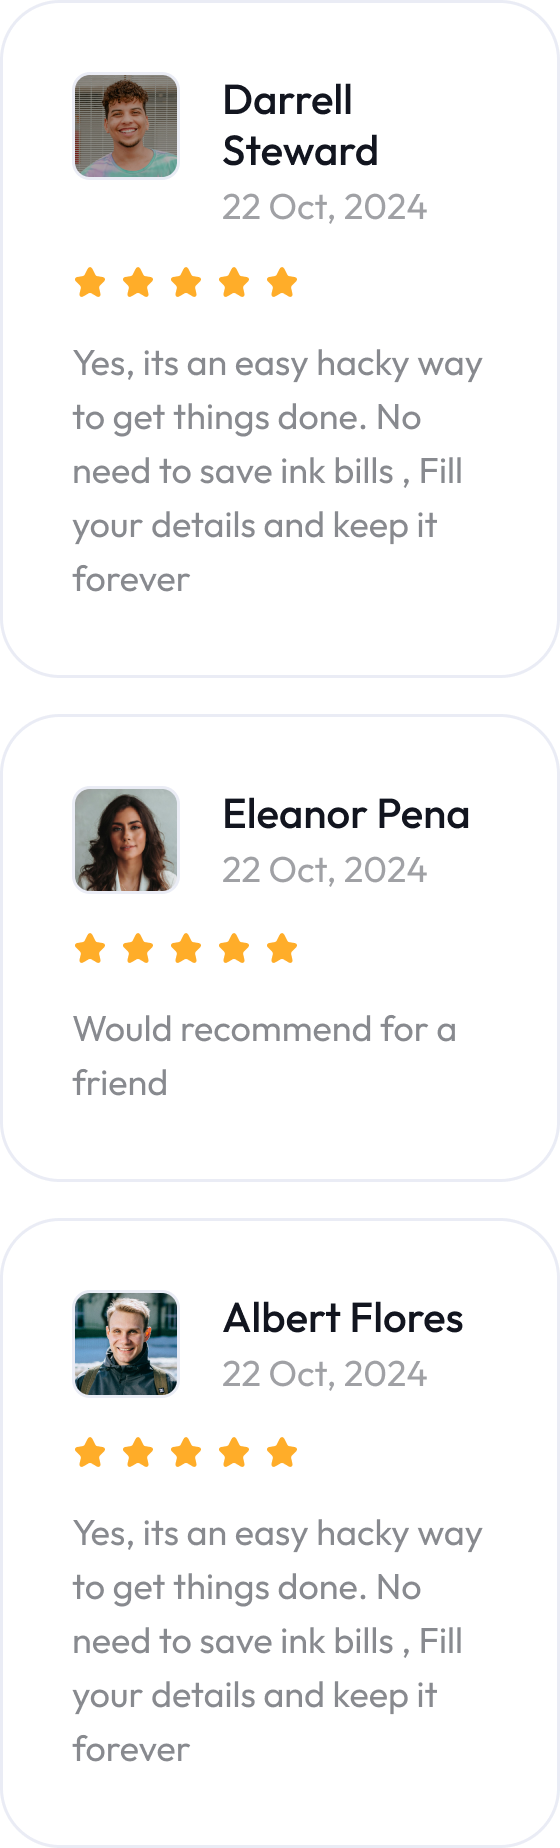 Darrell
Steward
22 Oct, 2024
Yes, its an easy hacky way
to get things done. No
need to save ink bills , Fill
your details and keep it
forever
Eleanor Pena
22 Oct, 2024
Would recommend for a
friend
Albert Flores
22 Oct, 2024
Yes, its an easy hacky way
to get things done. No
need to save ink bills , Fill
your details and keep it
forever